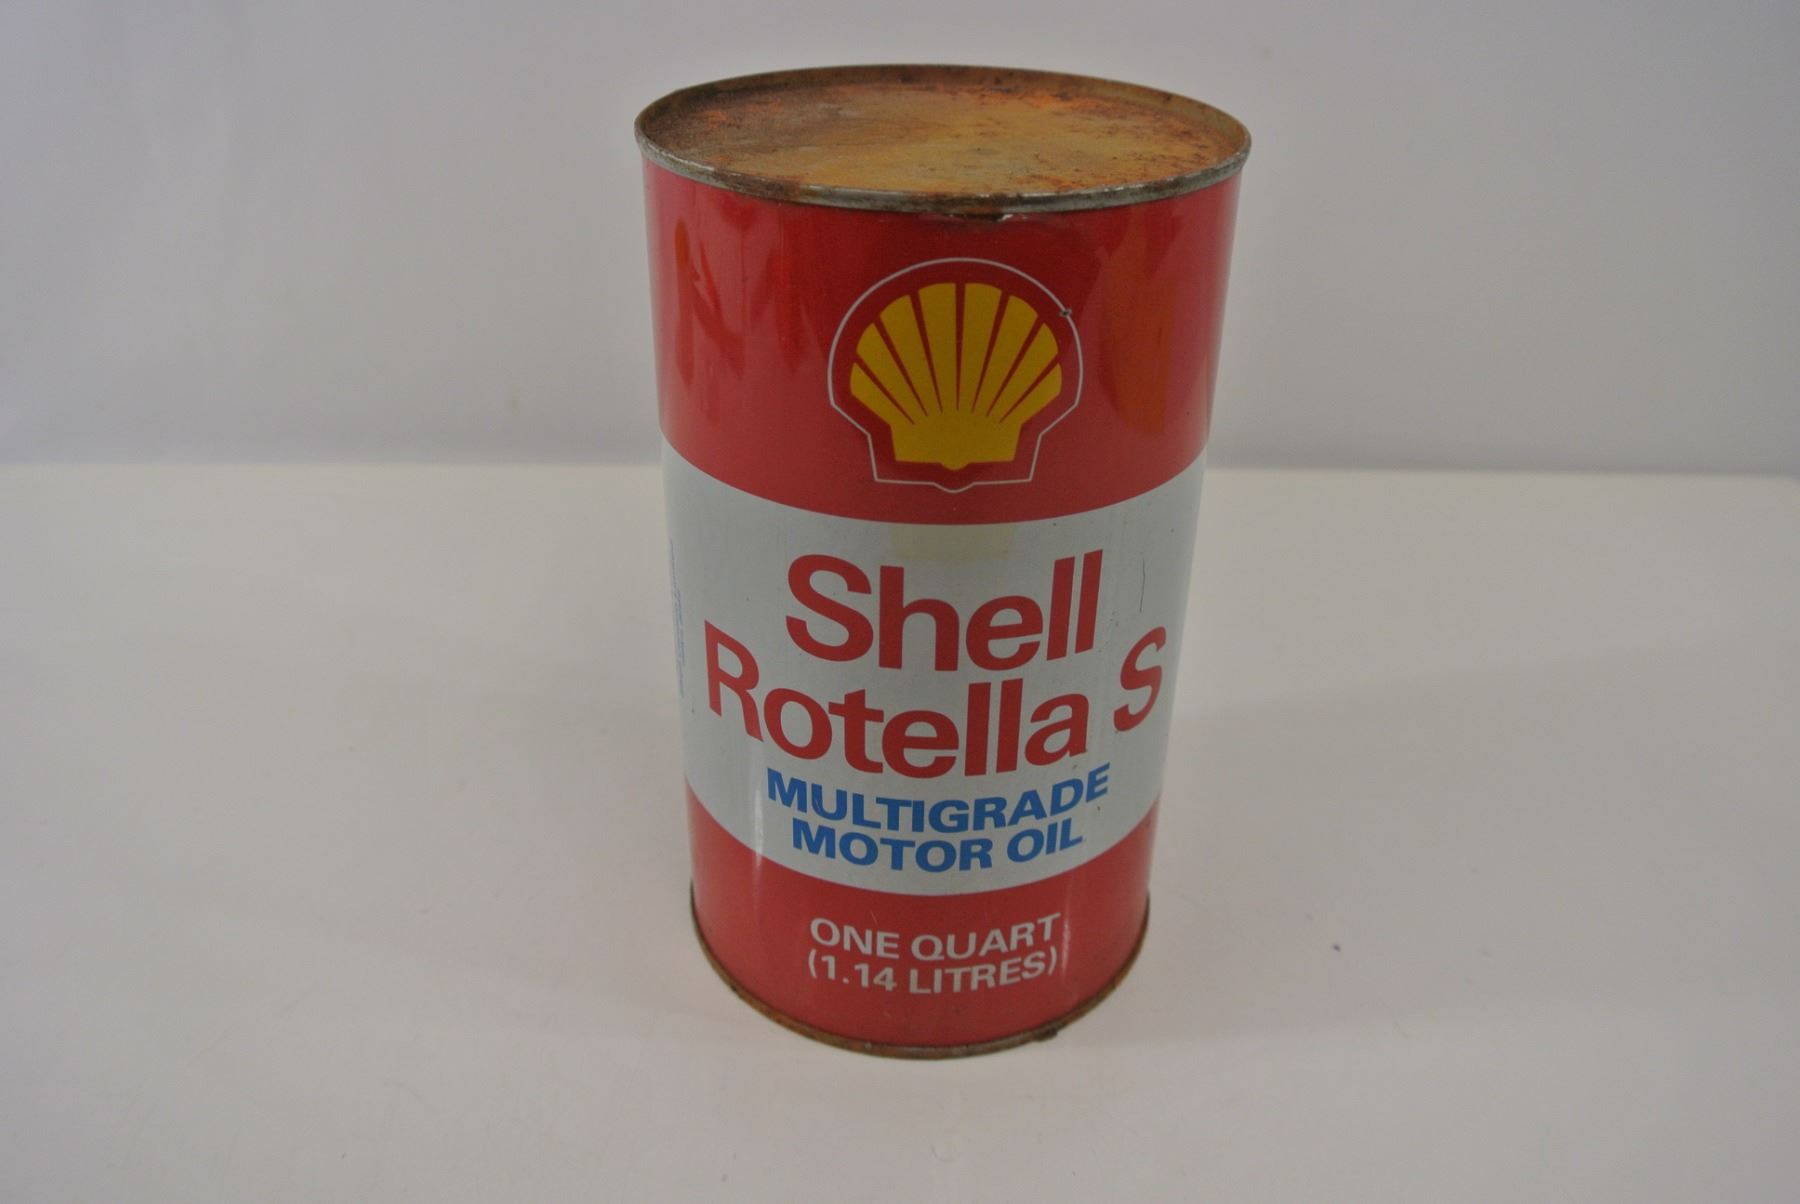 Shell
Rotella S
MULTIGRADE
MOTOR OIL
ONE QUART
(1.14 LITRES)